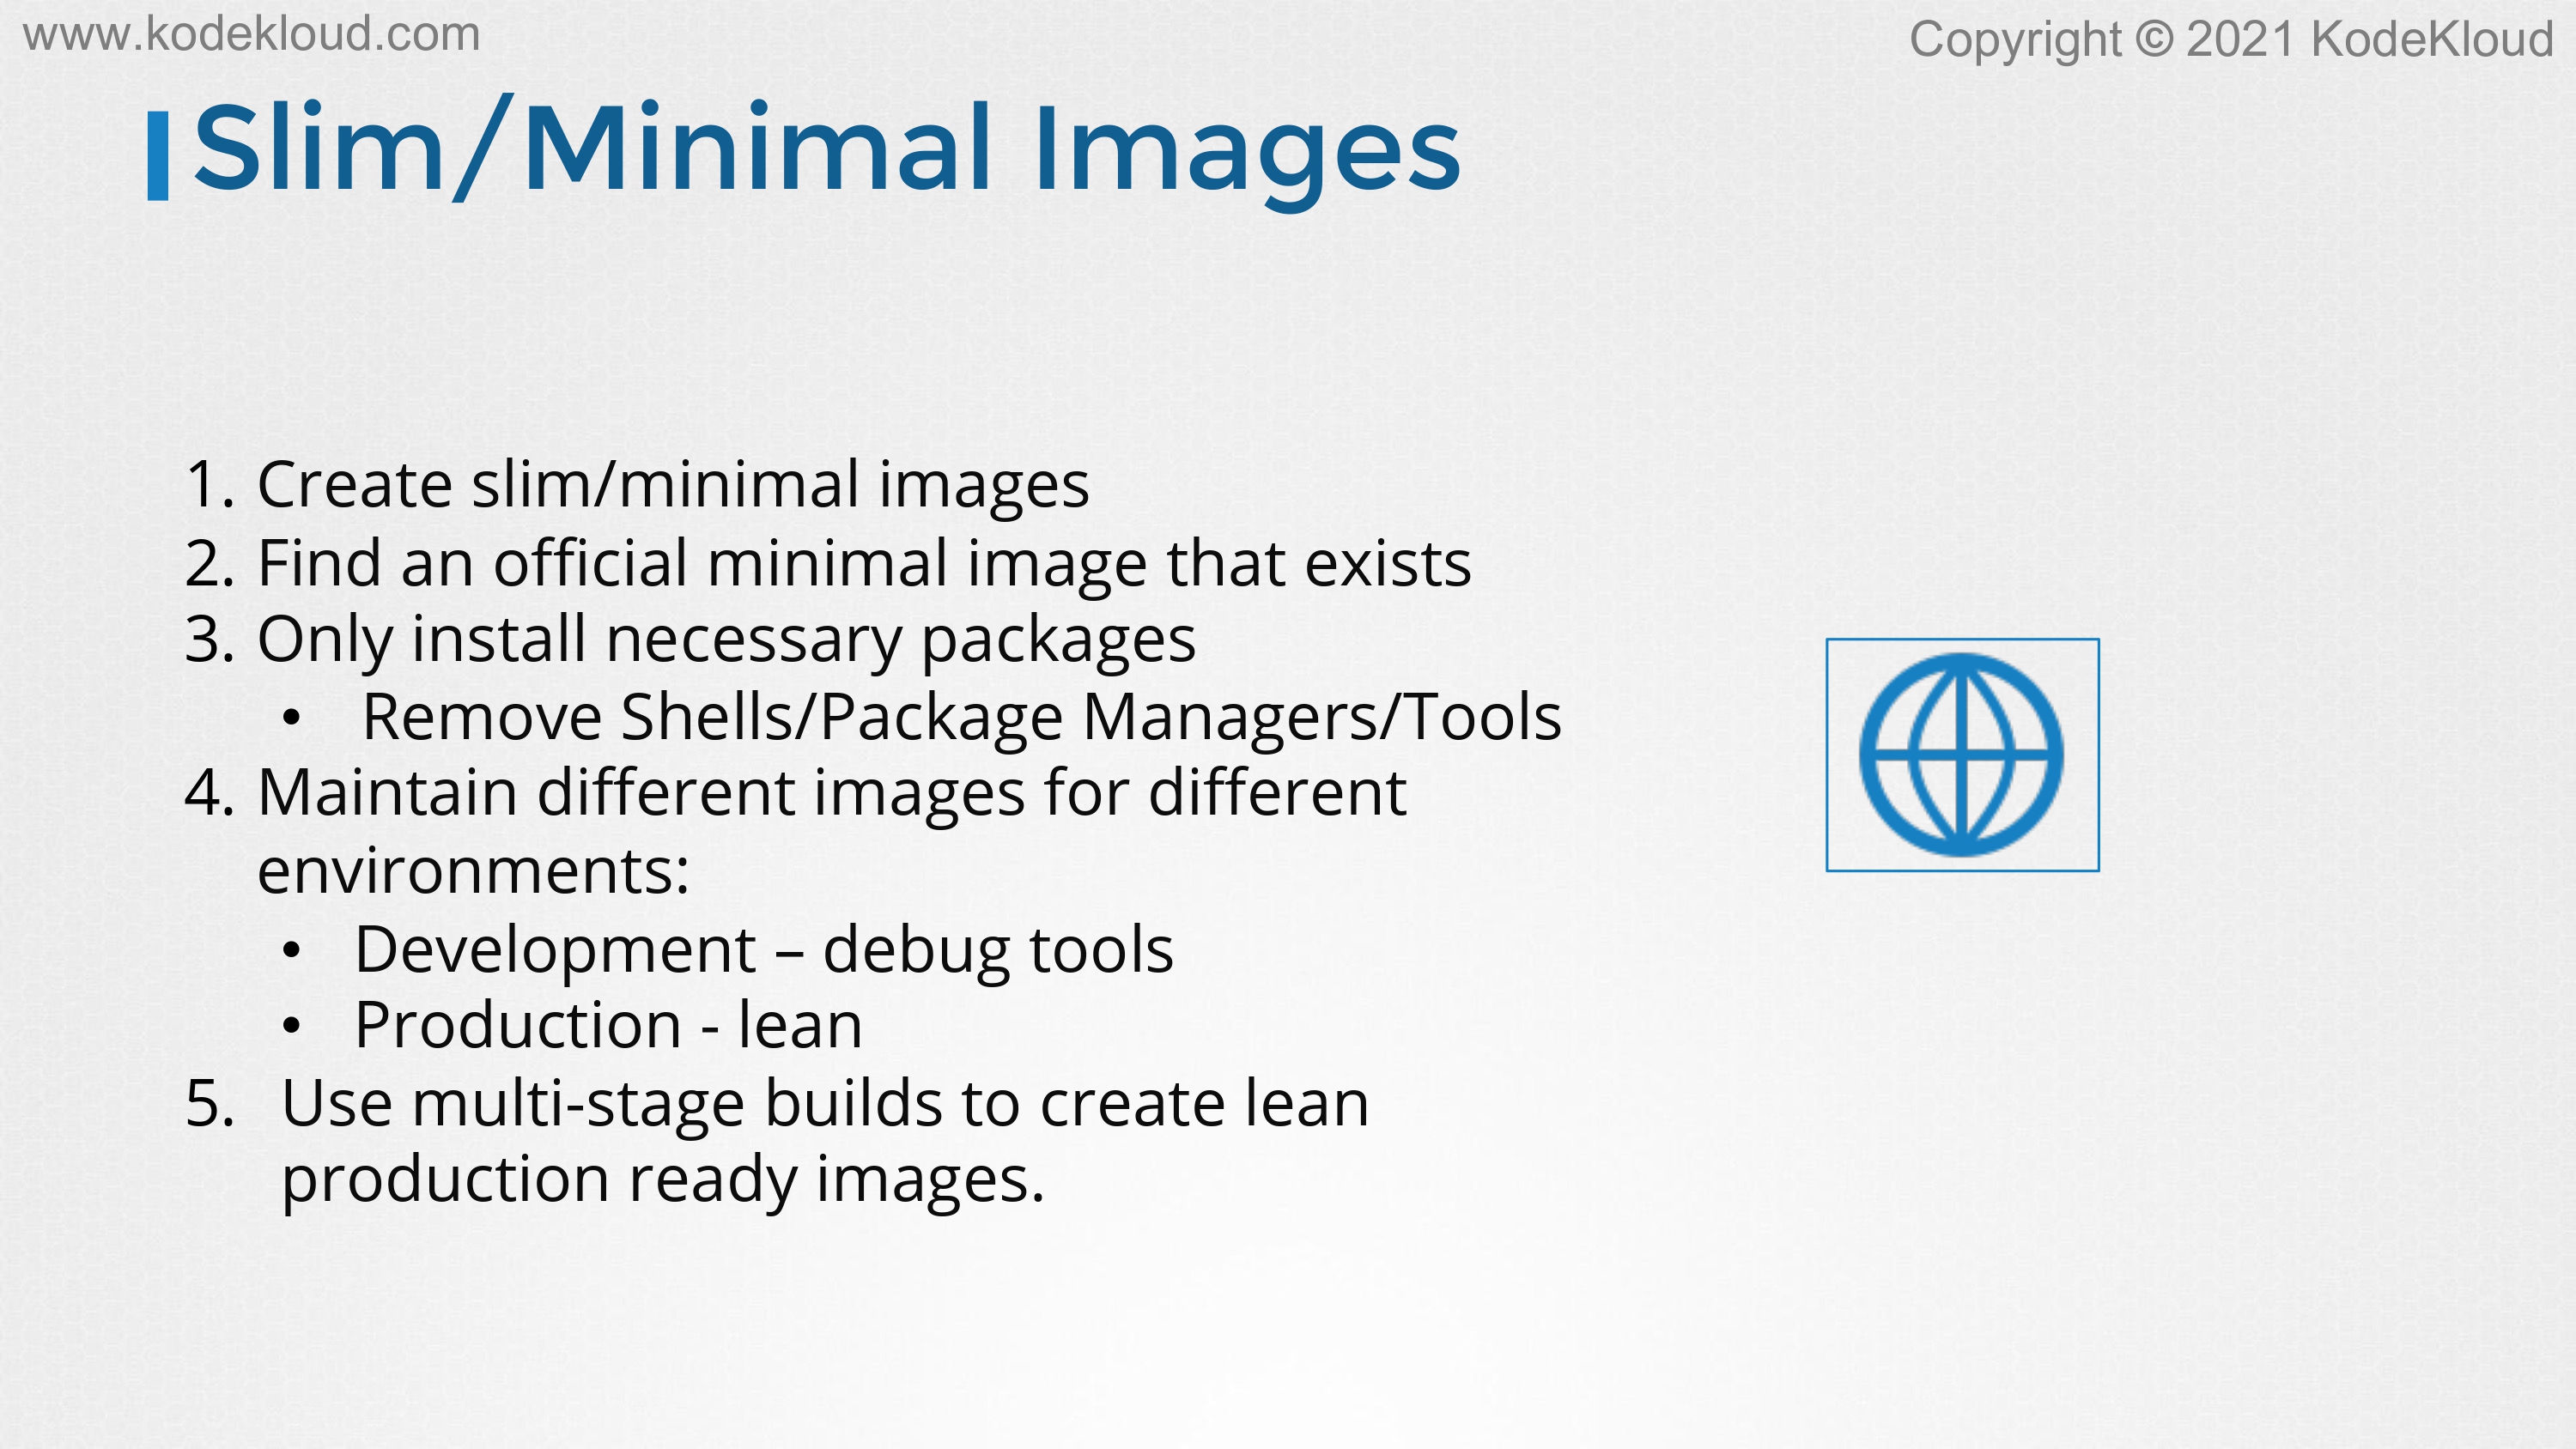 www.kodekloud.com
Copyright © 2021 KodeKloud
Slim/Minimal Images
1. Create slim/minimal images
2. Find an official minimal image that exists
3. Only install necessary packages
• Remove Shells/Package Managers/Tools
4. Maintain different images for different
environments:
• Development – debug tools
• Production - lean
5. Use multi-stage builds to create lean
production ready images.